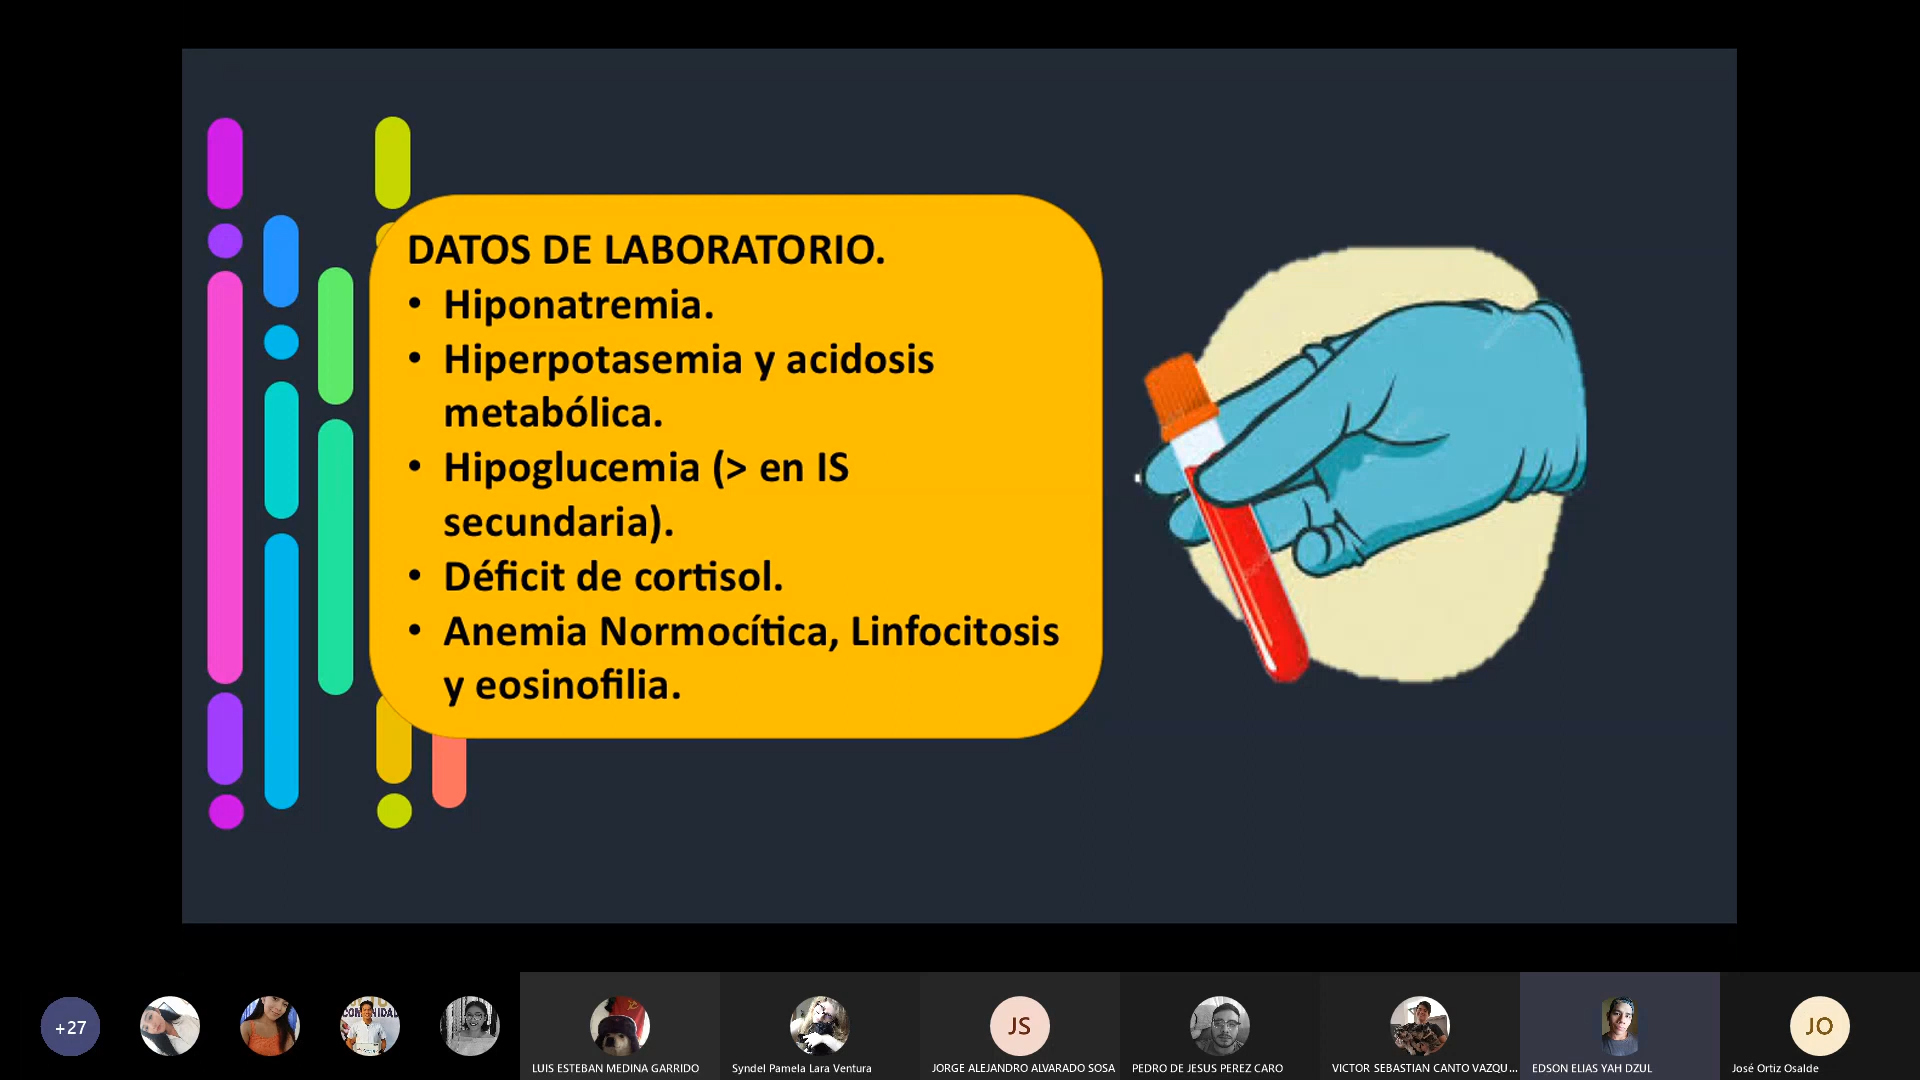 DATOS DE LABORATORIO.
• Hiponatremia.
• Hiperpotasemia y acidosis
metabólica.
• Hipoglucemia (> en IS
secundaria).
• Déficit de cortisol.
• Anemia Normocítica, Linfocitosis
y eosinofilia.
+27
LUIS ESTEBAN MEDINA GARRIDO
Syndel Pamela Lara Ventura
JS
JORGE ALEJANDRO ALVARADO SOSA
PEDRO DE JESUS PEREZ CARO
VICTOR SEBASTIAN CANTO VAZQU...
EDSON ELIAS YAH DZUL
JO
José Ortiz Osalde